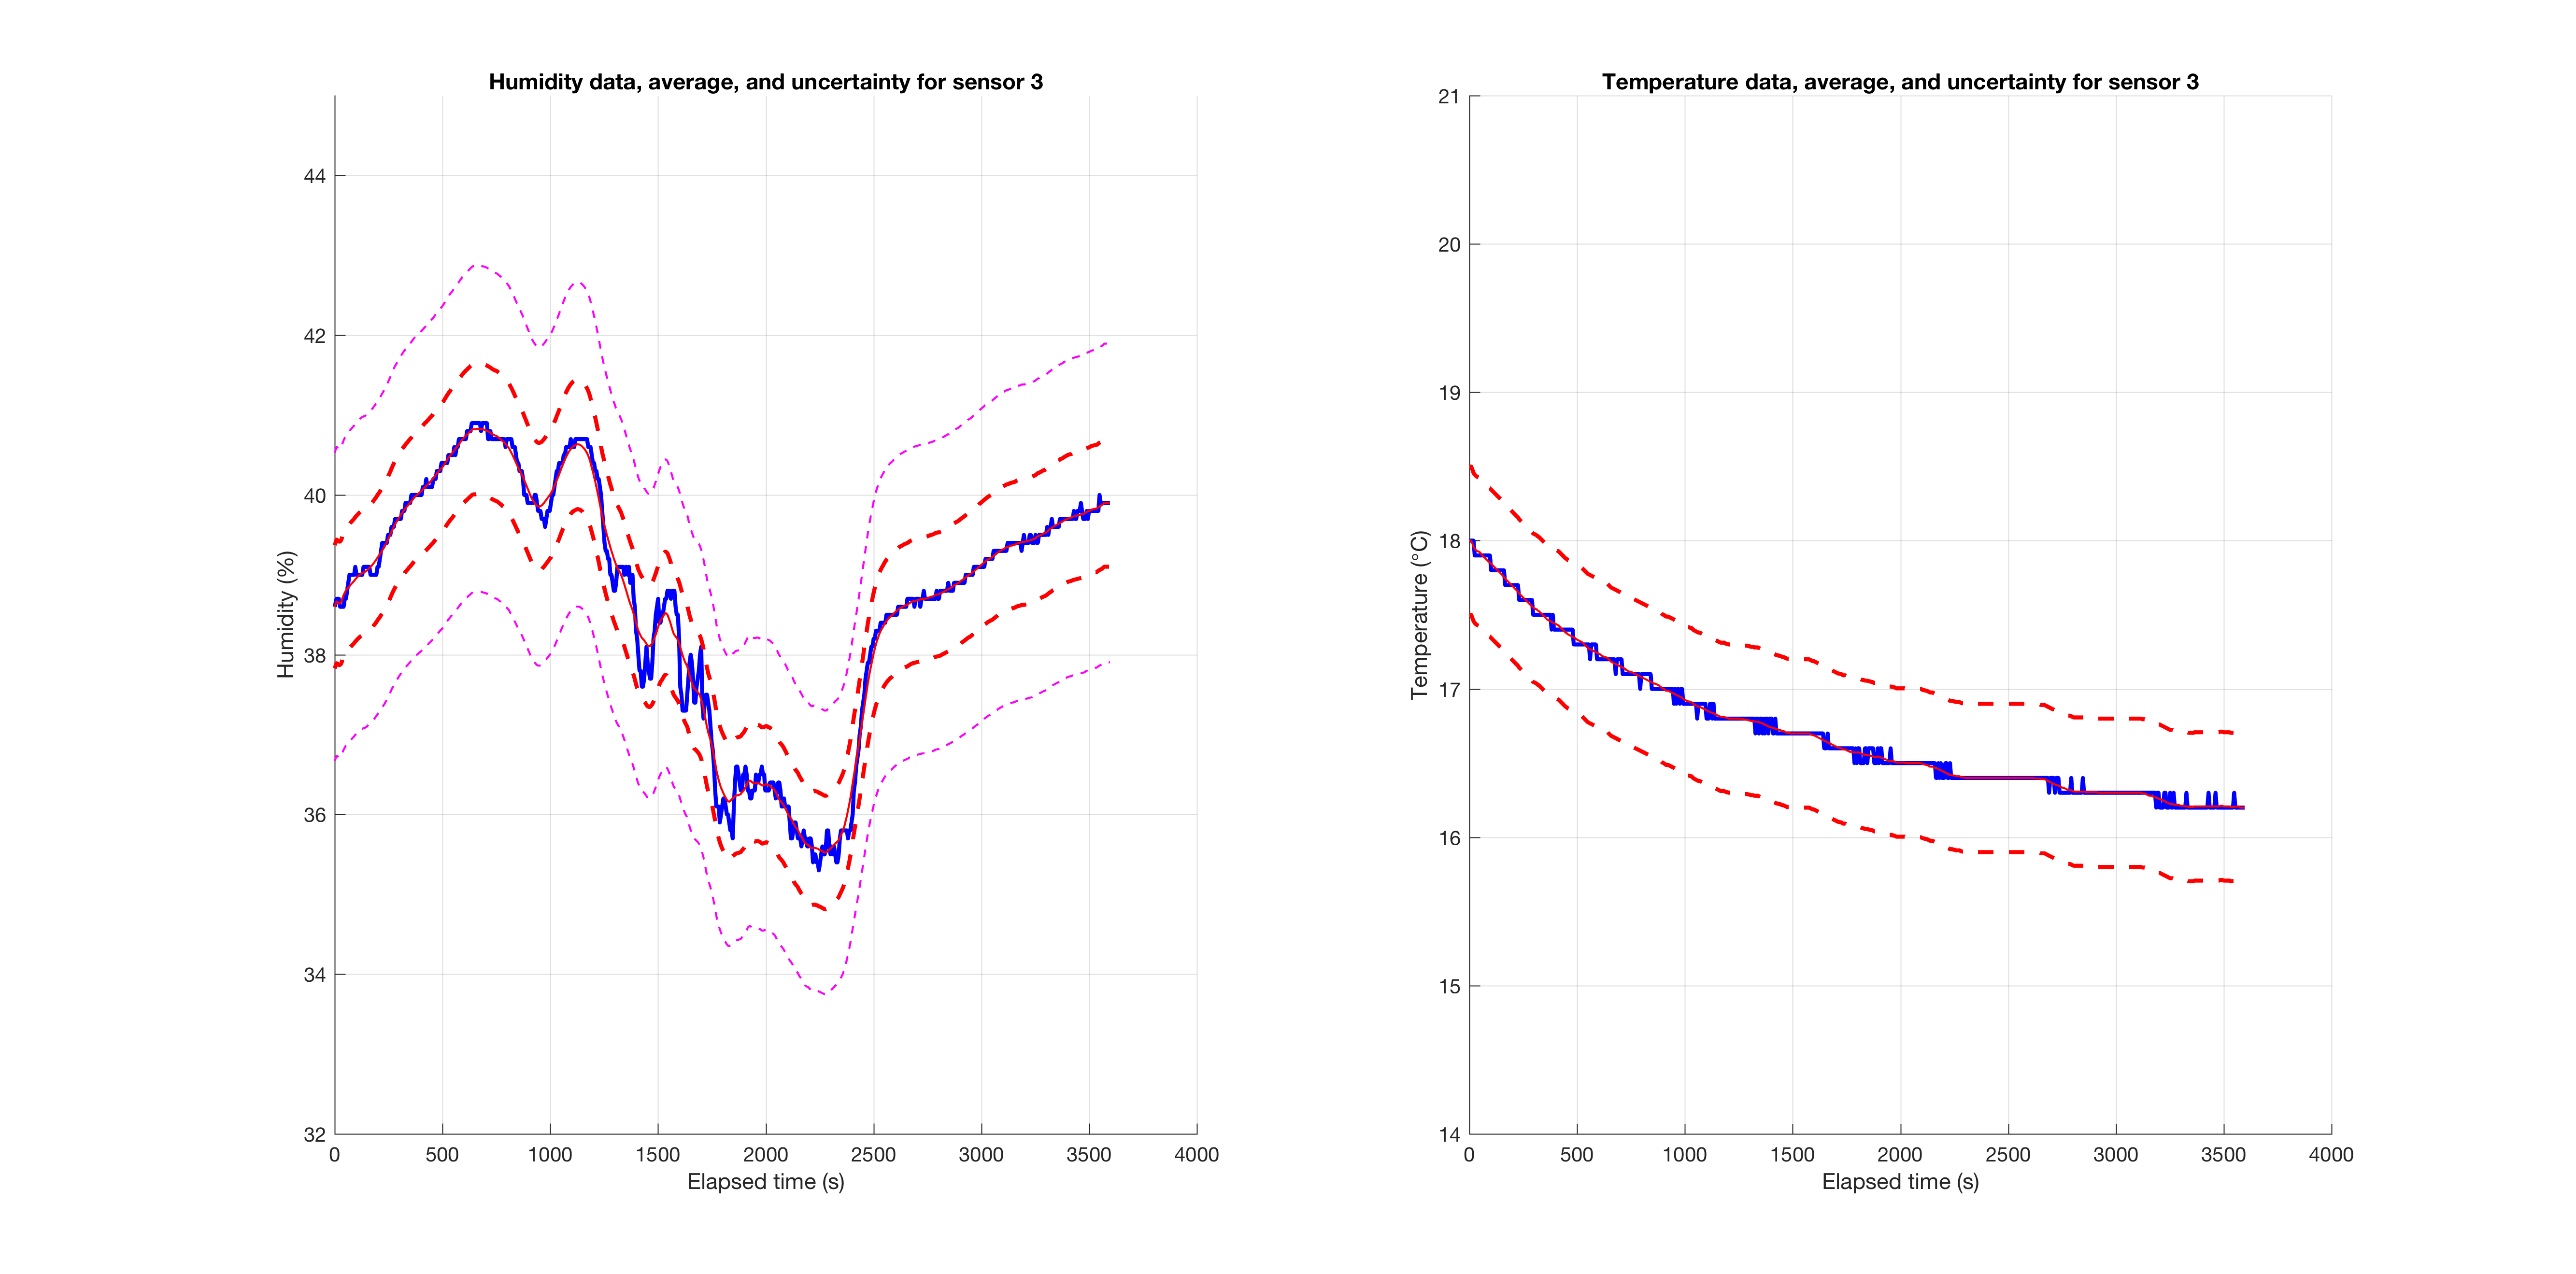 Humidity data, average, and uncertainty for sensor 3
44
42
40
38
36
34
32
Humidity (%)
0 500 1000 1500 2000 2500 3000 3500 4000
Elapsed time (s)
Temperature data, average, and uncertainty for sensor 3
21
20
19
18
17
16
15
14
Temperature (°C)
0 500 1000 1500 2000 2500 3000 3500 4000
Elapsed time (s)